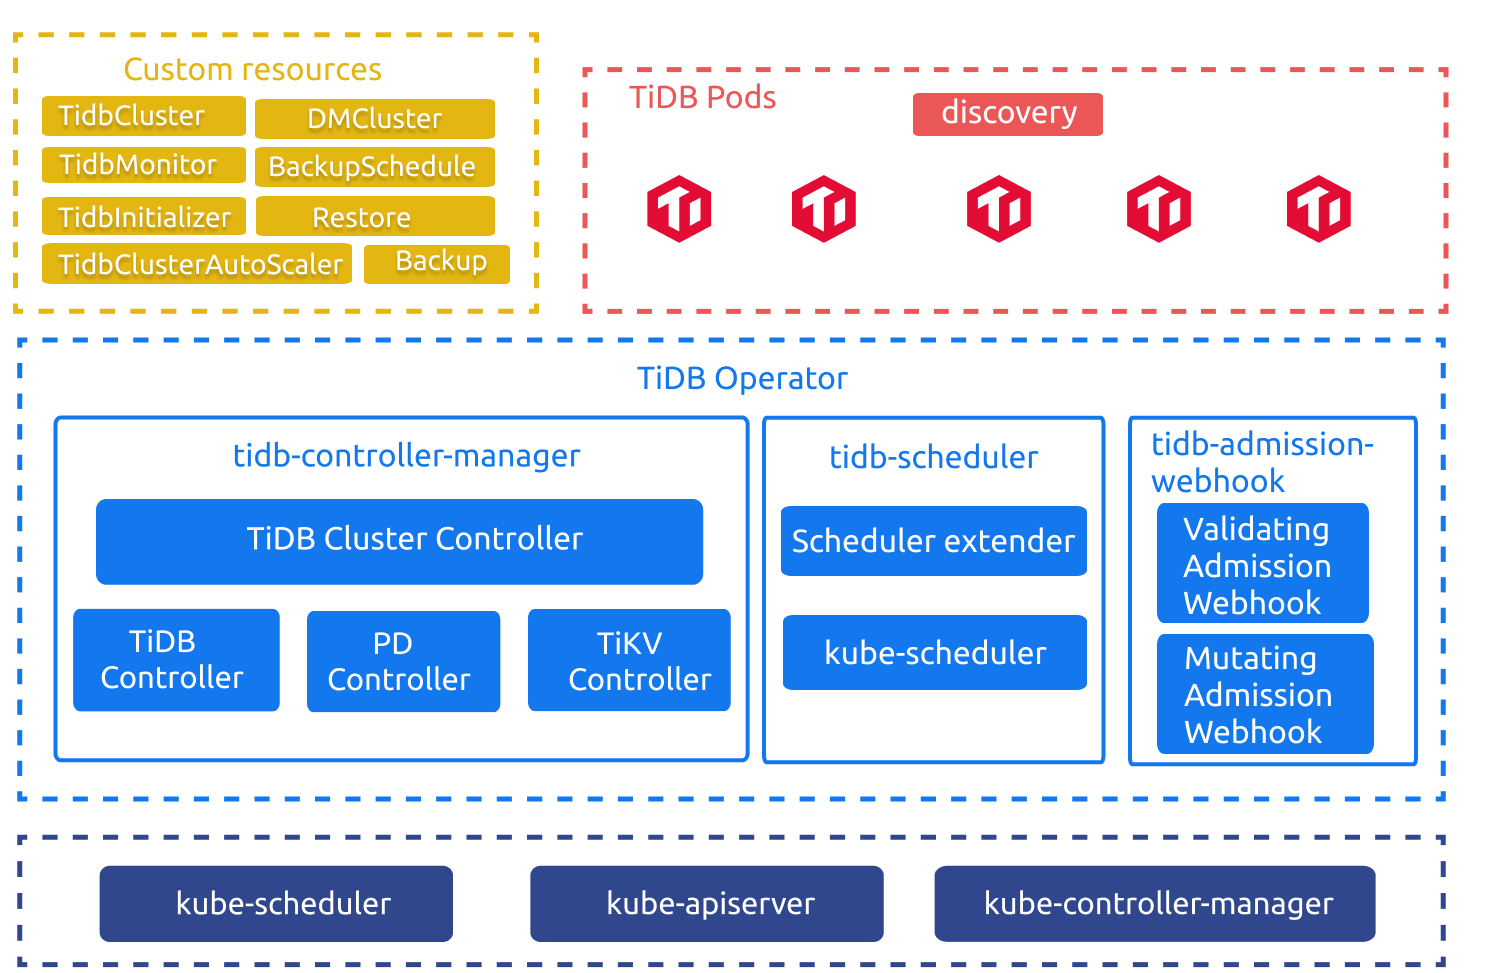 Custom resources
TidbCluster
DMCluster
TidbMonitor
BackupSchedule
TidbInitializer
Restore
TidbClusterAutoScaler
Backup
TiDB Pods
discovery
TiDB Operator
tidb-controller-manager
TiDB Cluster Controller
TiDB
Controller
PD
Controller
TiKV
Controller
tidb-scheduler
Scheduler extender
kube-scheduler
tidb-admission-
webhook
Validating
Admission
Webhook
Mutating
Admission
Webhook
kube-scheduler
kube-apiserver
kube-controller-manager